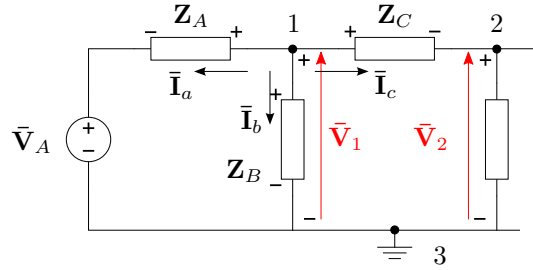 Z_A 1 Z_C 2
- + + - 
Ī_a + Ī_c +
+ Ī_b
V̄_A + - V̄_1 V̄_2
Z_B - - -
3